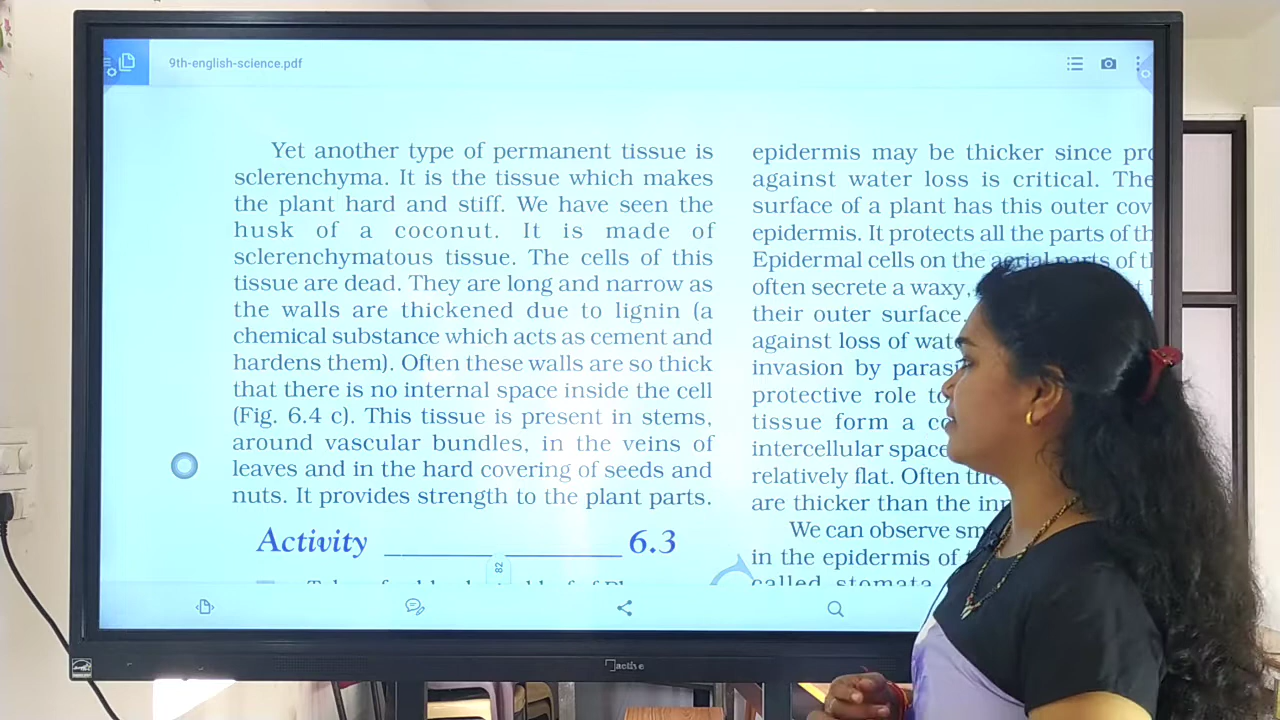 9th-english-science.pdf
Yet another type of permanent tissue is
sclerenchyma. It is the tissue which makes
the plant hard and stiff. We have seen the
husk of a coconut. It is made of
sclerenchymatous tissue. The cells of this
tissue are dead. They are long and narrow as
the walls are thickened due to lignin (a
chemical substance which acts as cement and
hardens them). Often these walls are so thick
that there is no internal space inside the cell
(Fig. 6.4 c). This tissue is present in stems,
around vascular bundles, in the veins of
leaves and in the hard covering of seeds and
nuts. It provides strength to the plant parts.
Activity 6.3
82
epidermis may be thicker since
against water loss is critical. The
surface of a plant has this outer
epidermis. It protects all the parts of
Epidermal cells on the aerial parts of
often secrete a waxy,
their outer surface.
against loss of
invasion by
protective role
tissue form a
intercellular
relatively flat. Often
are thicker than the
We can observe
in the epidermis of
called stomata
active